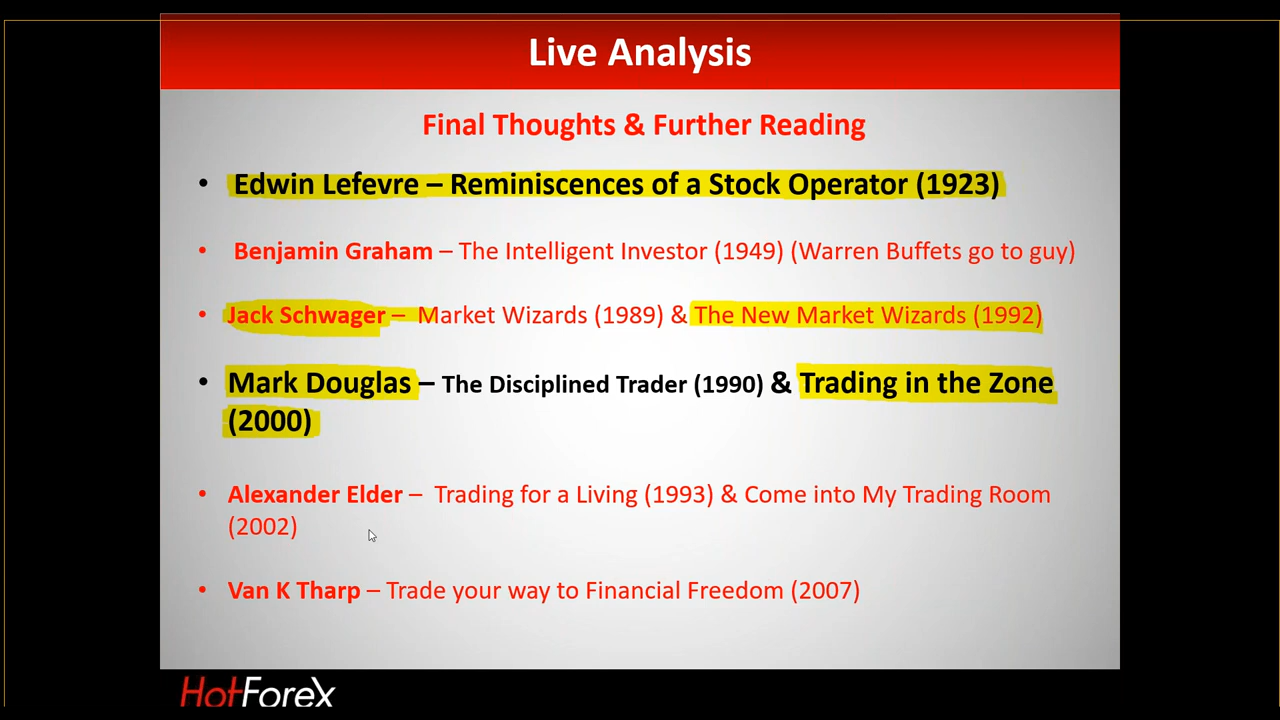 Live Analysis
Final Thoughts & Further Reading
• Edwin Lefevre – Reminiscences of a Stock Operator (1923)
• Benjamin Graham – The Intelligent Investor (1949) (Warren Buffets go to guy)
• Jack Schwager – Market Wizards (1989) & The New Market Wizards (1992)
• Mark Douglas – The Disciplined Trader (1990) & Trading in the Zone
(2000)
• Alexander Elder – Trading for a Living (1993) & Come into My Trading Room
(2002)
• Van K Tharp – Trade your way to Financial Freedom (2007)
HotForex